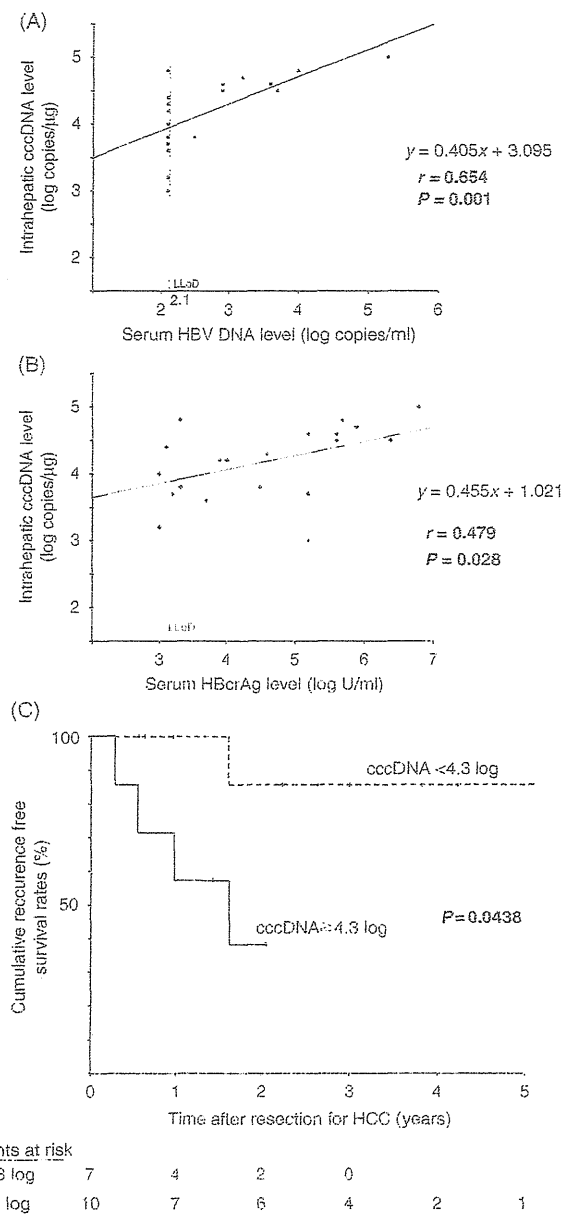 (A)
Intrahepatic cccDNA level
(log copies/µg)
5
4
3
2
y = 0.405x + 3.095
r = 0.654
P = 0.001
LLoD
2.1
2 3 4 5 6
Serum HBV DNA level (log copies/ml)
(B)
Intrahepatic cccDNA level
(log copies/µg)
5
4
3
2
y = 0.455x + 1.021
r = 0.479
P = 0.028
LLoD
3 4 5 6 7
Serum HBcrAg level (log U/ml)
(C)
Cumulative reccurence free
survival rates (%)
100
50
cccDNA <4.3 log
cccDNA≥4.3 log
P=0.0438
0 1 2 3 4 5
Time after resection for HCC (years)
nts at risk
3 log 7 4 2 0
log 10 7 6 4 2 1